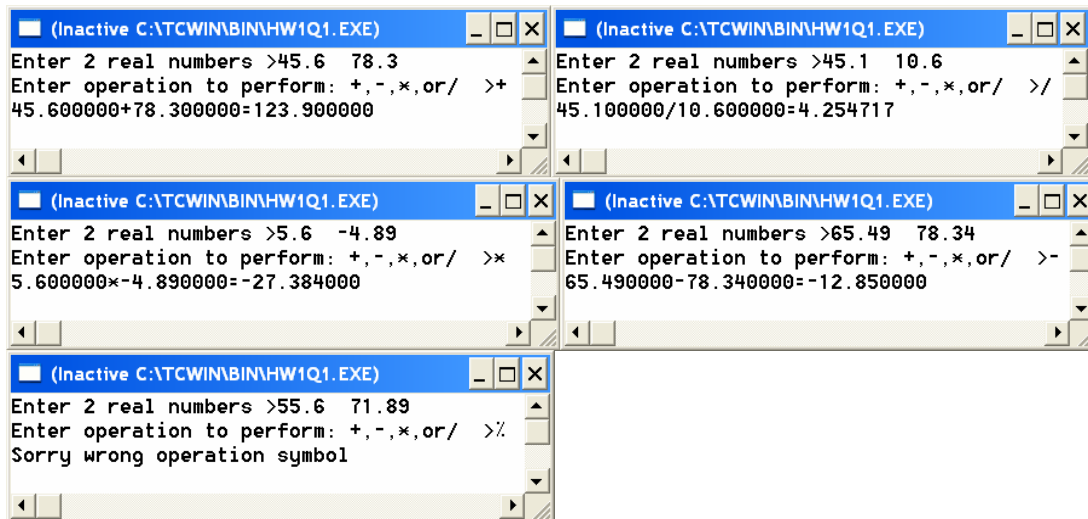 (Inactive C:\TCWIN\BIN\HW1Q1.EXE)
Enter 2 real numbers >45.6  78.3
Enter operation to perform: +,-,*,or/  >+
45.600000+78.300000=123.900000
(Inactive C:\TCWIN\BIN\HW1Q1.EXE)
Enter 2 real numbers >45.1  10.6
Enter operation to perform: +,-,*,or/  >/
45.100000/10.600000=4.254717
(Inactive C:\TCWIN\BIN\HW1Q1.EXE)
Enter 2 real numbers >5.6  -4.89
Enter operation to perform: +,-,*,or/  >*
5.600000*-4.890000=-27.384000
(Inactive C:\TCWIN\BIN\HW1Q1.EXE)
Enter 2 real numbers >65.49  78.34
Enter operation to perform: +,-,*,or/  >-
65.490000-78.340000=-12.850000
(Inactive C:\TCWIN\BIN\HW1Q1.EXE)
Enter 2 real numbers >55.6  71.89
Enter operation to perform: +,-,*,or/  >%
Sorry wrong operation symbol